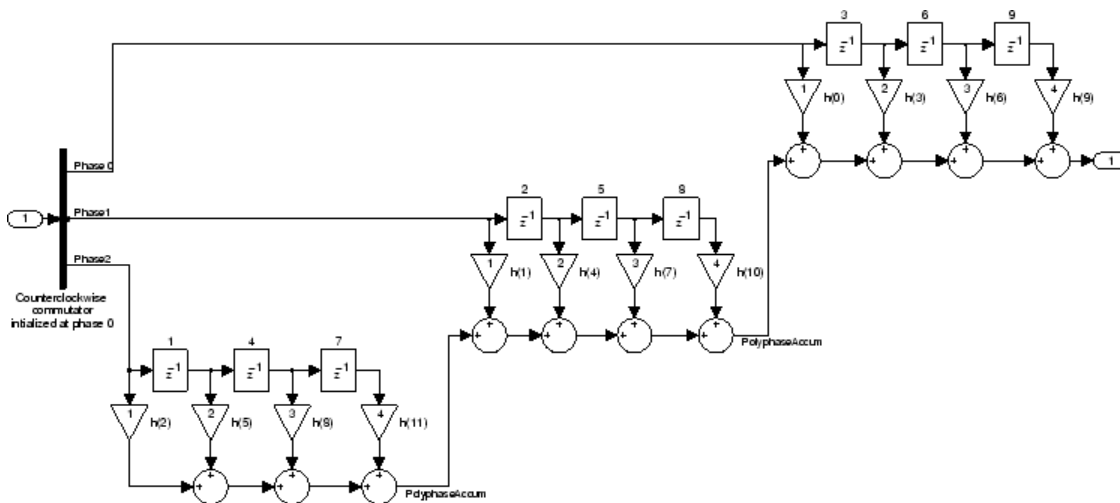 3 6 9
z-1 z-1 z-1
1 2 3 4
h(0) h(3) h(6) h(9)
+ + + +
+ + + +
1
Phase 0
1
Phase1
Phase2
Counterclockwise
commutator
intialized at phase 0
2 5 8
z-1 z-1 z-1
1 2 3 4
h(1) h(4) h(7) h(10)
+ + + +
+ + + +
PolyphaseAccum
1 4 7
z-1 z-1 z-1
1 2 3 4
h(2) h(5) h(8) h(11)
+ + +
+ + +
PolyphaseAccum